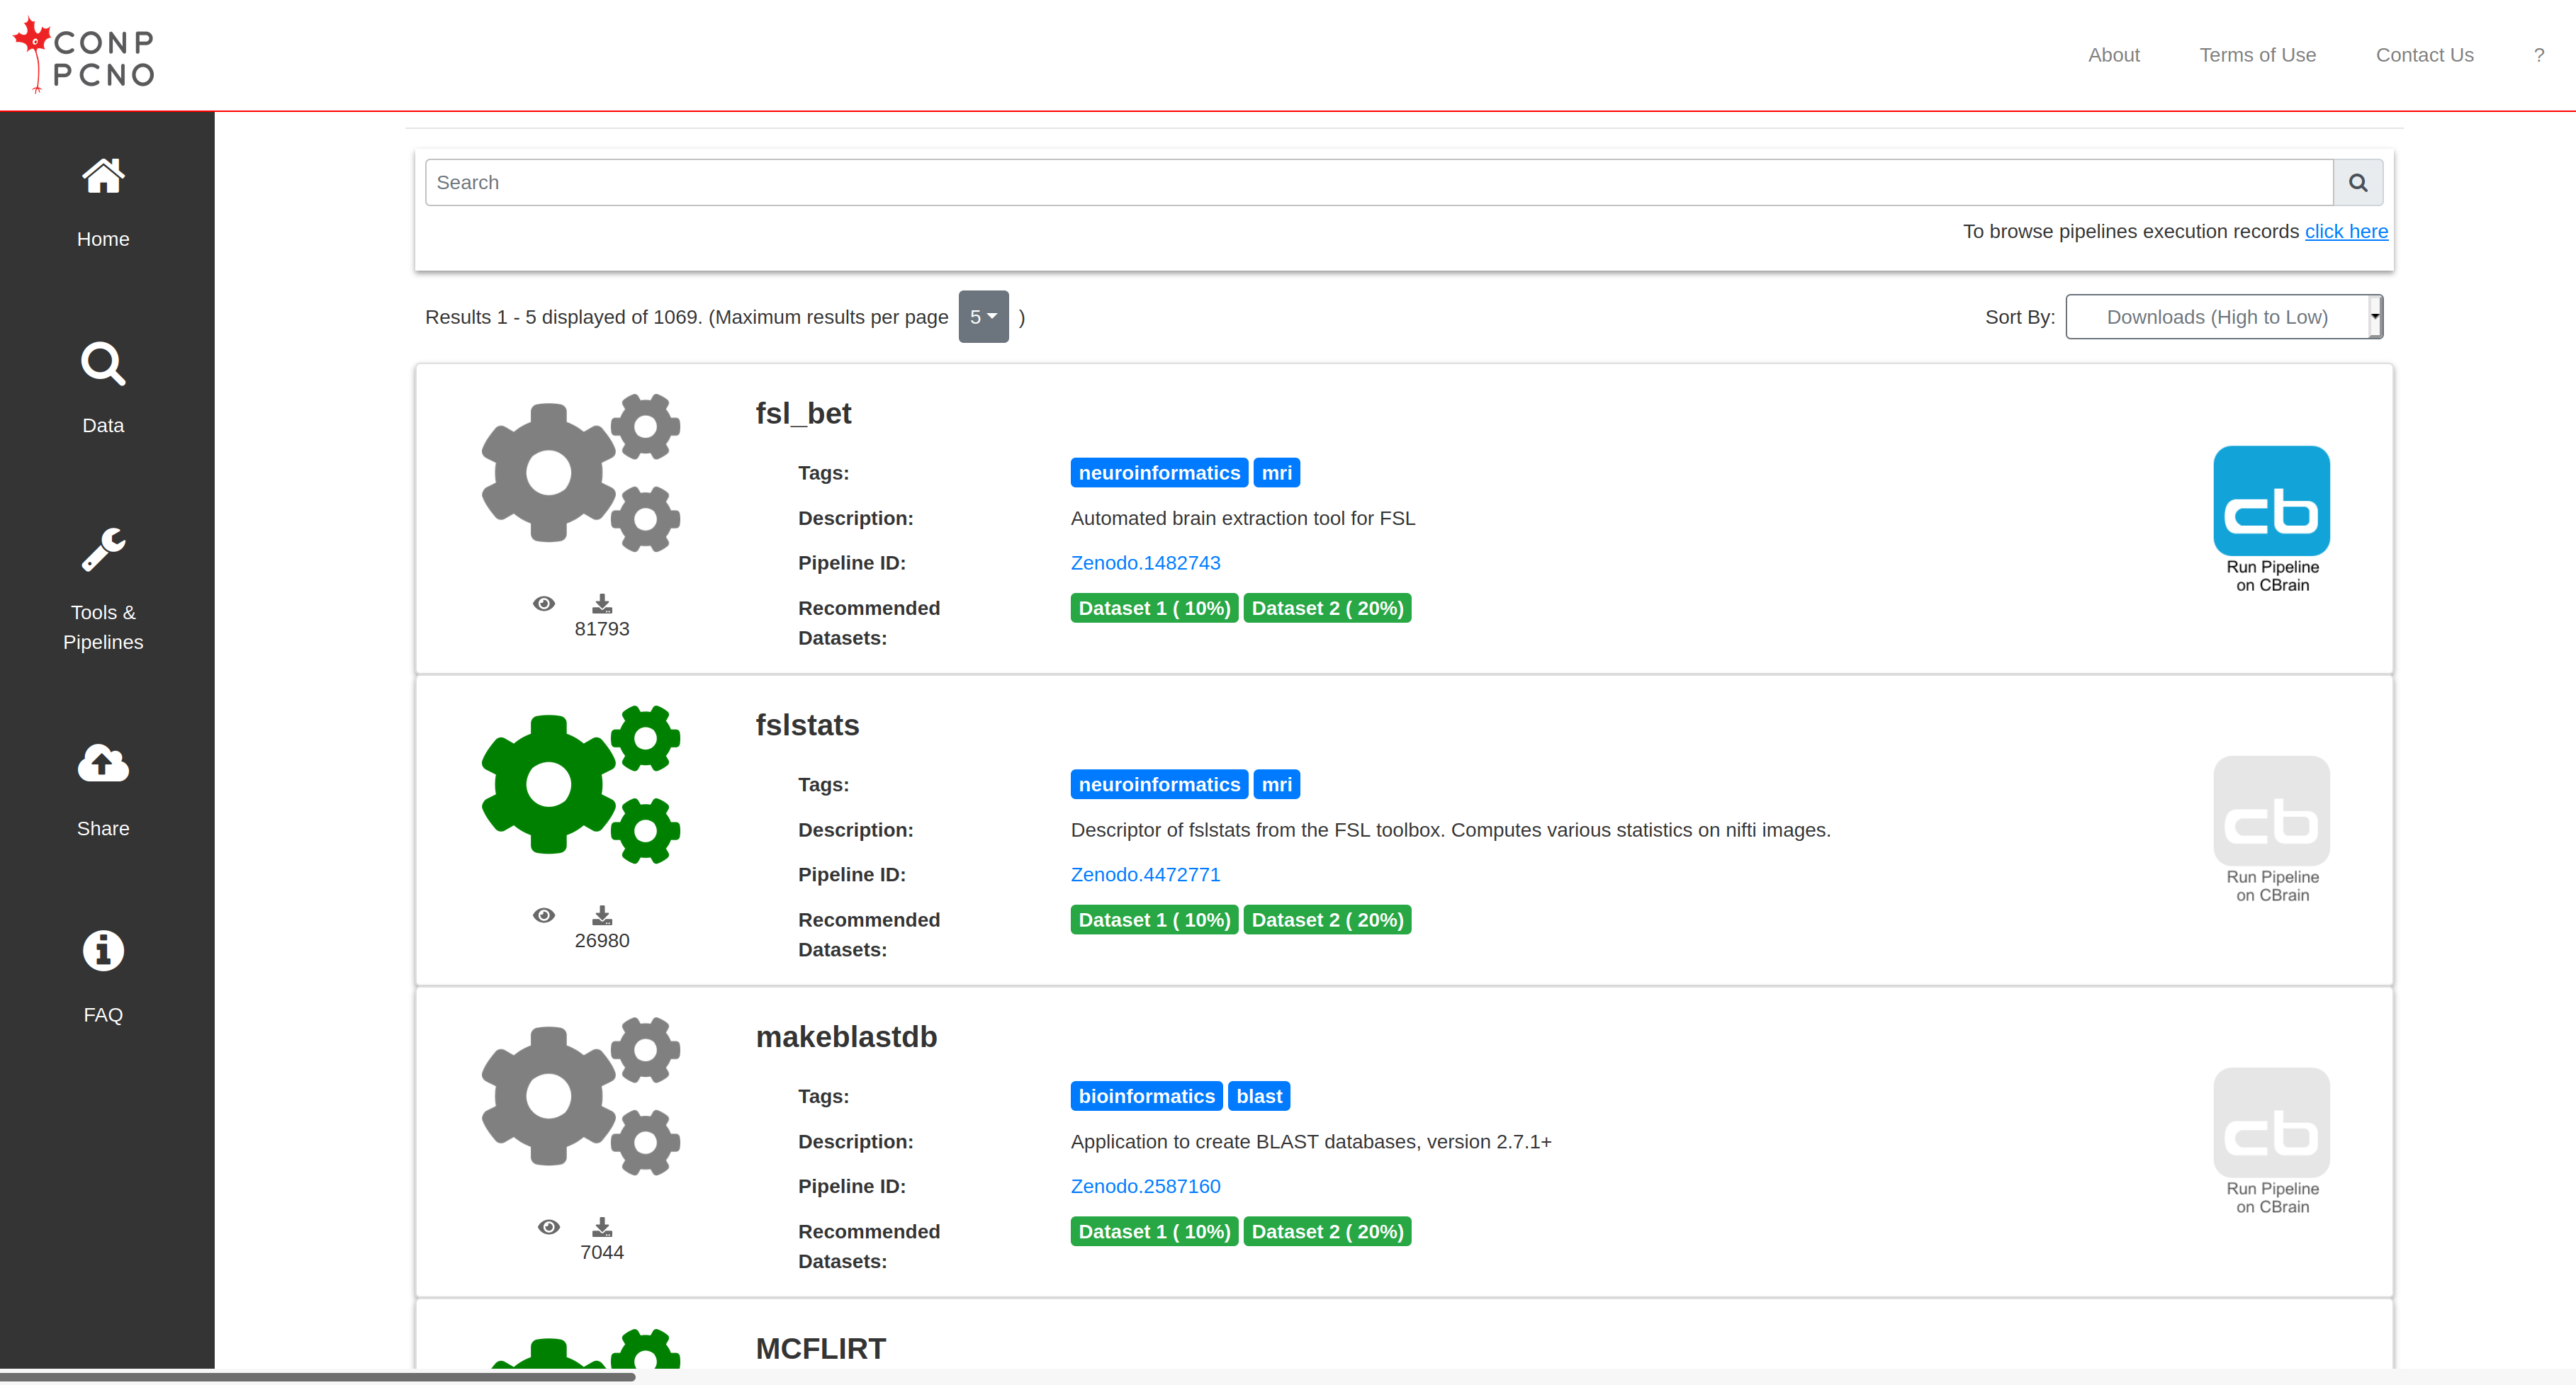 CONP
PCNO
About
Terms of Use
Contact Us
?
Home
Data
Tools &
Pipelines
Share
FAQ
Search
To browse pipelines execution records click here
Results 1 - 5 displayed of 1069. (Maximum results per page 5 )
Sort By: Downloads (High to Low)
fsl_bet
Tags: neuroinformatics mri
Description: Automated brain extraction tool for FSL
Pipeline ID: Zenodo.1482743
Recommended Datasets: Dataset 1 ( 10%) Dataset 2 ( 20%)
81793
cb
Run Pipeline
on CBrain
fslstats
Tags: neuroinformatics mri
Description: Descriptor of fslstats from the FSL toolbox. Computes various statistics on nifti images.
Pipeline ID: Zenodo.4472771
Recommended Datasets: Dataset 1 ( 10%) Dataset 2 ( 20%)
26980
cb
Run Pipeline
on CBrain
makeblastdb
Tags: bioinformatics blast
Description: Application to create BLAST databases, version 2.7.1+
Pipeline ID: Zenodo.2587160
Recommended Datasets: Dataset 1 ( 10%) Dataset 2 ( 20%)
7044
cb
Run Pipeline
on CBrain
MCFLIRT